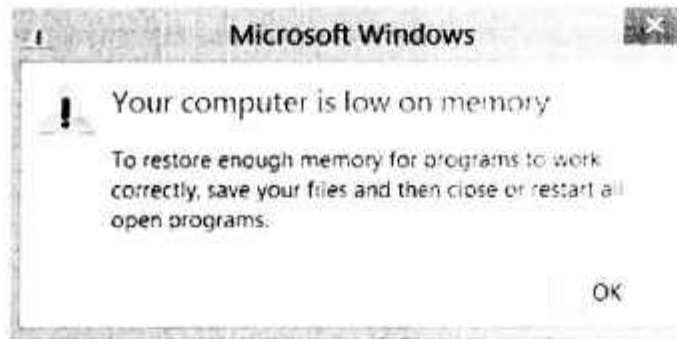 Microsoft Windows
Your computer is low on memory
To restore enough memory for programs to work
correctly, save your files and then close or restart all
open programs.
OK